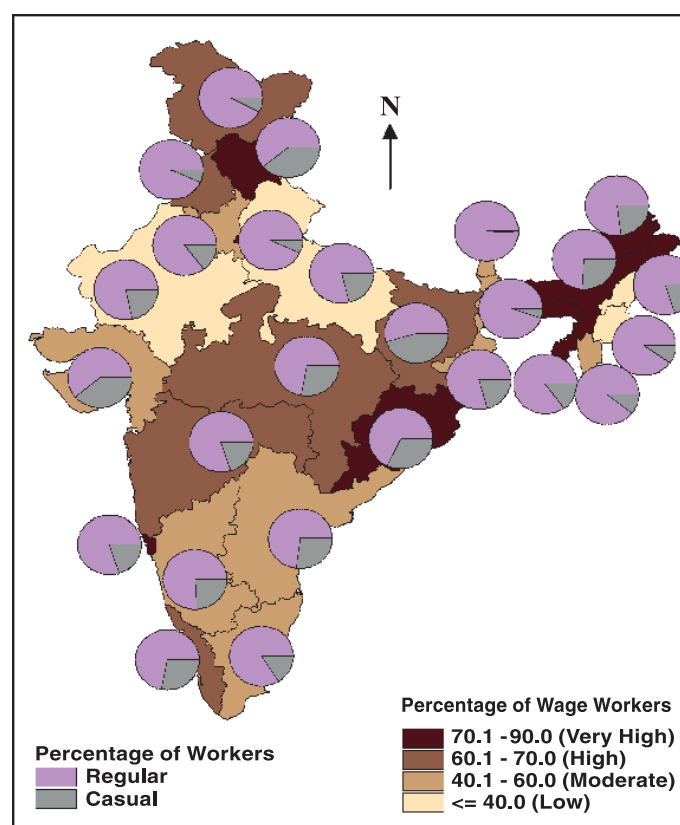 N
Percentage of Workers
Regular
Casual
Percentage of Wage Workers
70.1 -90.0 (Very High)
60.1 - 70.0 (High)
40.1 - 60.0 (Moderate)
<= 40.0 (Low)